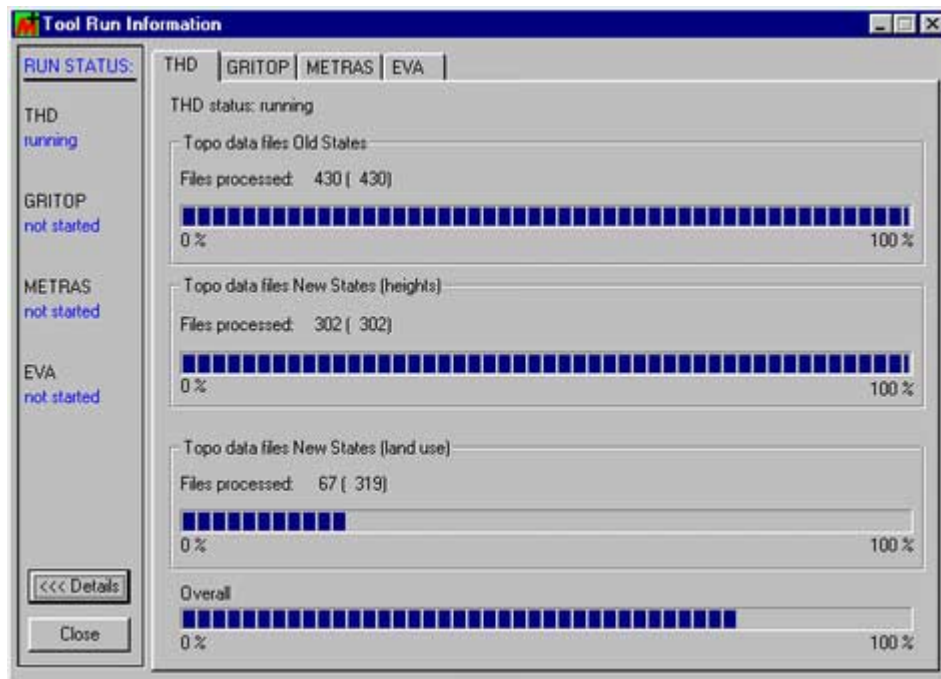 Tool Run Information
RUN STATUS:
THD
running
GRITOP
not started
METRAS
not started
EVA
not started
<<< Details
Close
THD GRITOP METRAS EVA
THD status: running
Topo data files Old States
Files processed: 430 ( 430)
0 % 100 %
Topo data files New States (heights)
Files processed: 302 ( 302)
0 % 100 %
Topo data files New States (land use)
Files processed: 67 ( 319)
0 % 100 %
Overall
0 % 100 %